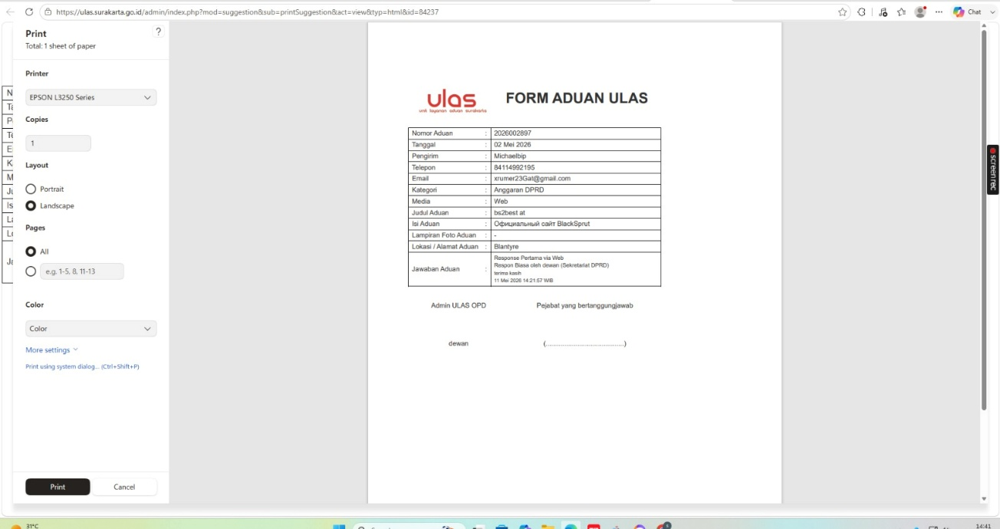 https://ulas.surakarta.go.id/admin/index.php?mod=suggestion&sub=printSuggestion&act=view&typ=html&id=84237
Chat
Print
?
Total: 1 sheet of paper
Printer
EPSON L3250 Series
Copies
1
Layout
Portrait
Landscape
Pages
All
e.g. 1-5, 8, 11-13
Color
Color
More settings
Print using system dialog... (Ctrl+Shift+P)
Print
Cancel
ulas
unit layanan aduan surakarta
FORM ADUAN ULAS
Nomor Aduan : 2026002897
Tanggal : 02 Mei 2026
Pengirim : Michaelbip
Telepon : 84114992195
Email : xrumer23Gat@gmail.com
Kategori : Anggaran DPRD
Media : Web
Judul Aduan : bs2best at
Isi Aduan : Официальный сайт BlackSprut
Lampiran Foto Aduan : -
Lokasi / Alamat Aduan : Blantyre
Jawaban Aduan :
Response Pertama via Web
Respon Biasa oleh dewan (Sekretariat DPRD)
terima kasih
11 Mei 2026 14:21:57 WIB
Admin ULAS OPD
Pejabat yang bertanggungjawab
dewan
(.......................................)
screenrec
31°C
14:41